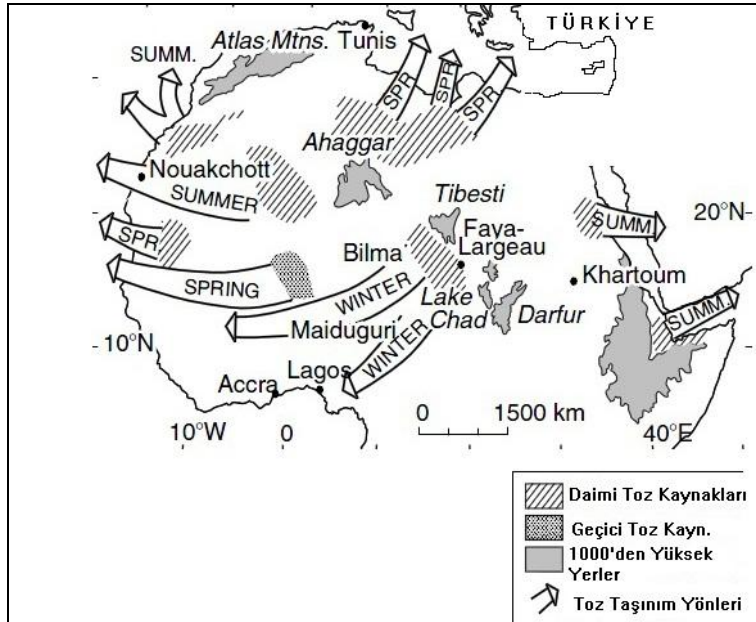 TÜRKİYE
Atlas Mtns. Tunis
SUMM.
SPR
SPR
SPR
Ahaggar
Nouakchott
SUMMER
Tibesti
20°N
SUMM.
Faya-
Largeau
SPR
Bilma
Khartoum
SPRING
WINTER
Lake
Chad
Darfur
SUMM.
10°N
Maiduguri
WINTER
Lagos
Accra
0 1500 km
10°W 0 40°E
Daimi Toz Kaynakları
Geçici Toz Kayn.
1000'den Yüksek
Yerler
Toz Taşınım Yönleri